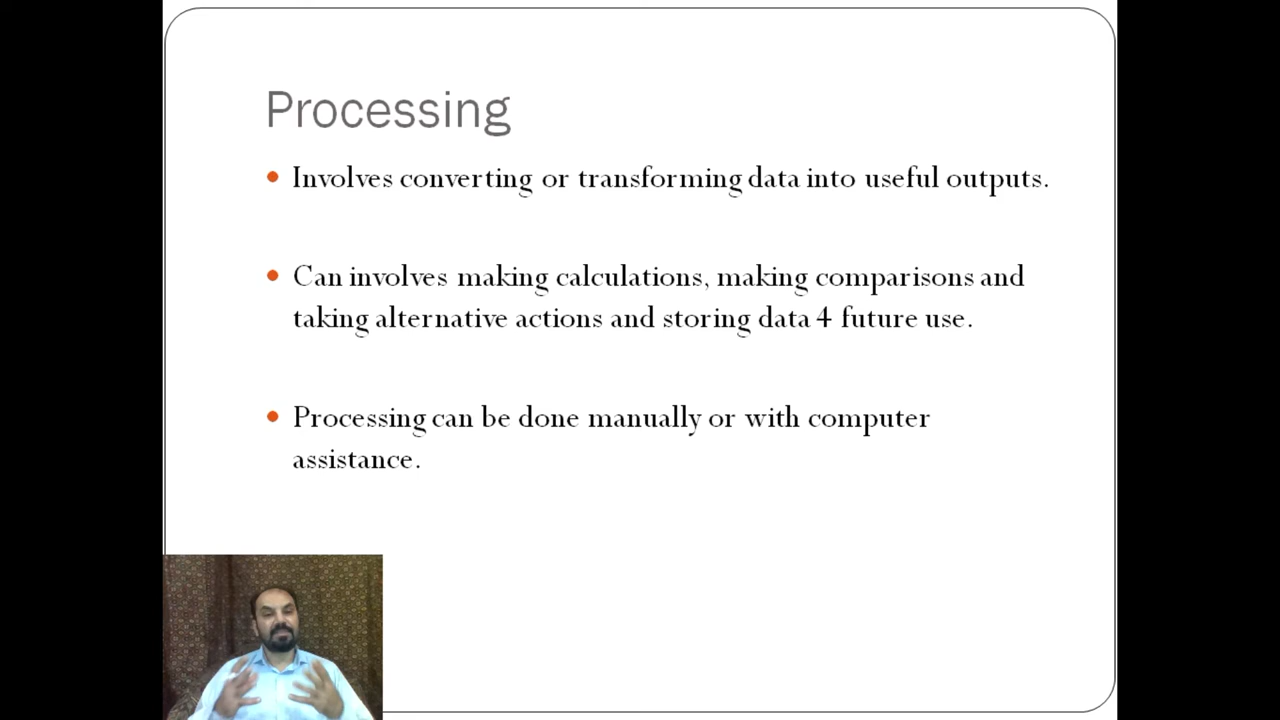 Processing
Involves converting or transforming data into useful outputs.
Can involves making calculations, making comparisons and
taking alternative actions and storing data 4 future use.
Processing can be done manually or with computer
assistance.